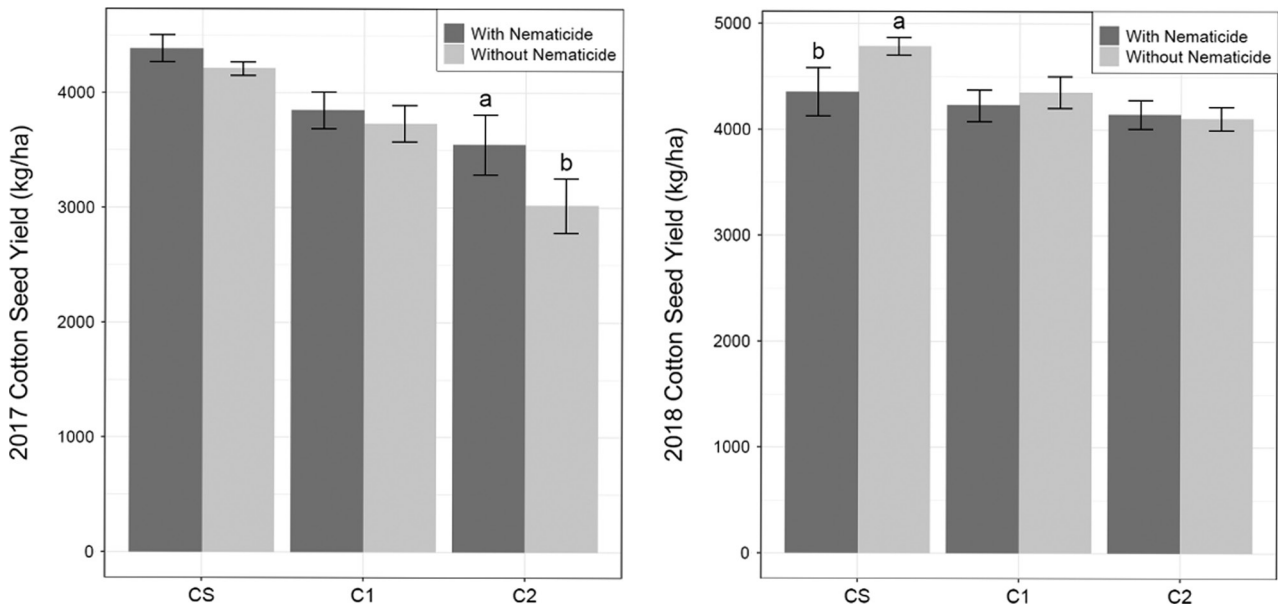 2017 Cotton Seed Yield (kg/ha)
4000
3000
2000
1000
0
With Nematicide
Without Nematicide
a
b
CS
C1
C2
2018 Cotton Seed Yield (kg/ha)
5000
4000
3000
2000
1000
0
With Nematicide
Without Nematicide
b
a
CS
C1
C2